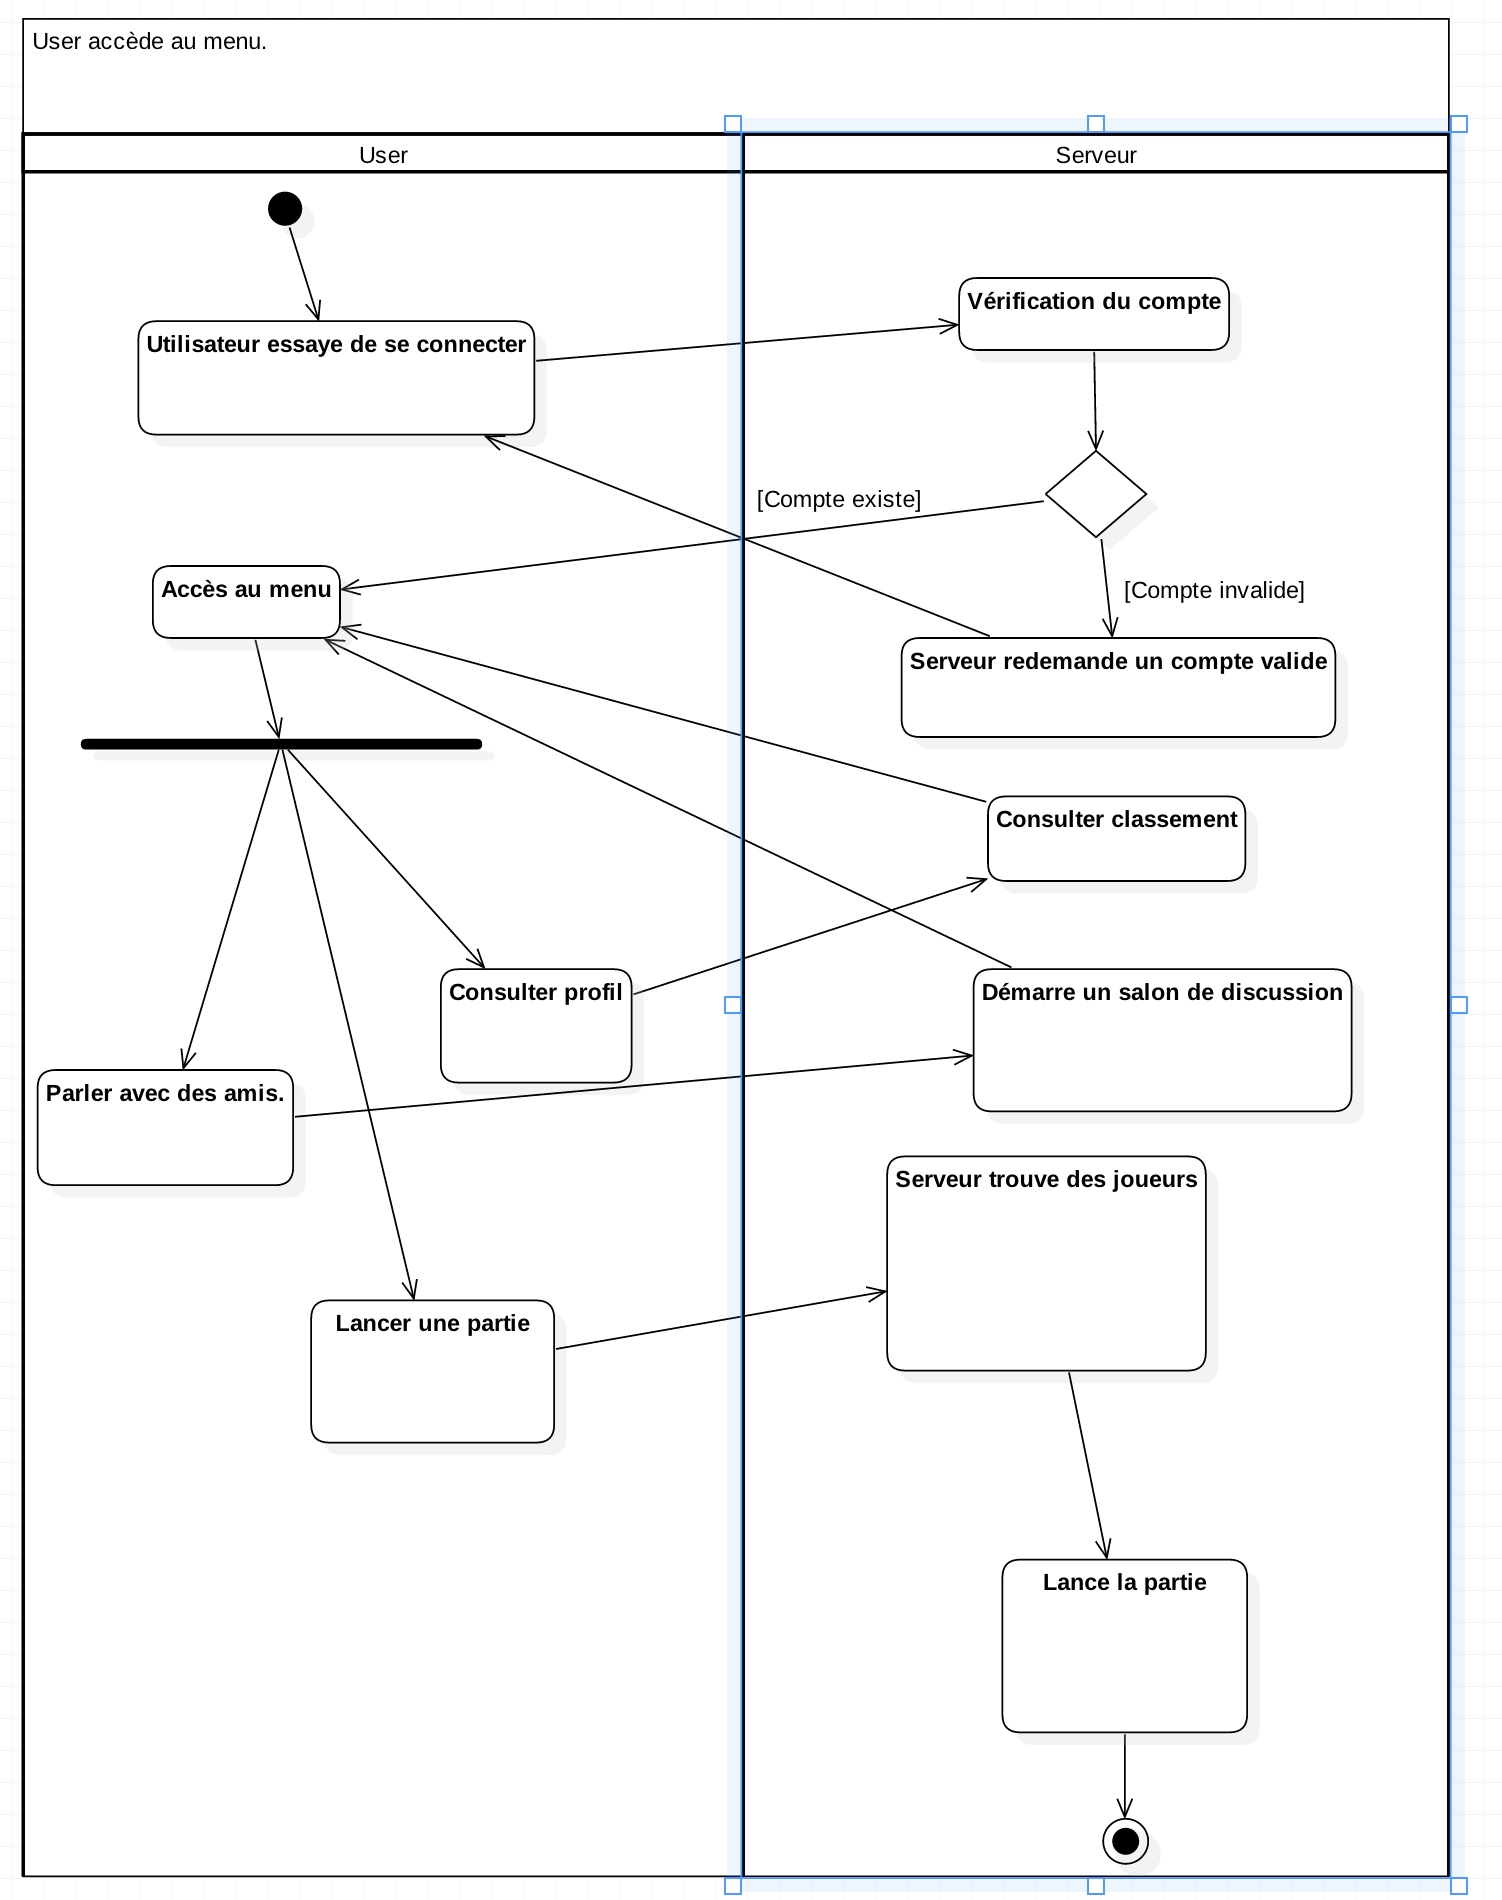 User accède au menu.
User
Serveur
Vérification du compte
Utilisateur essaye de se connecter
[Compte existe]
Accès au menu
[Compte invalide]
Serveur redemande un compte valide
Consulter classement
Consulter profil
Démarre un salon de discussion
Parler avec des amis.
Serveur trouve des joueurs
Lancer une partie
Lance la partie